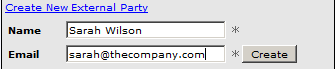 Create New External Party
Name Sarah Wilson *
Email sarah@thecompany.com * Create